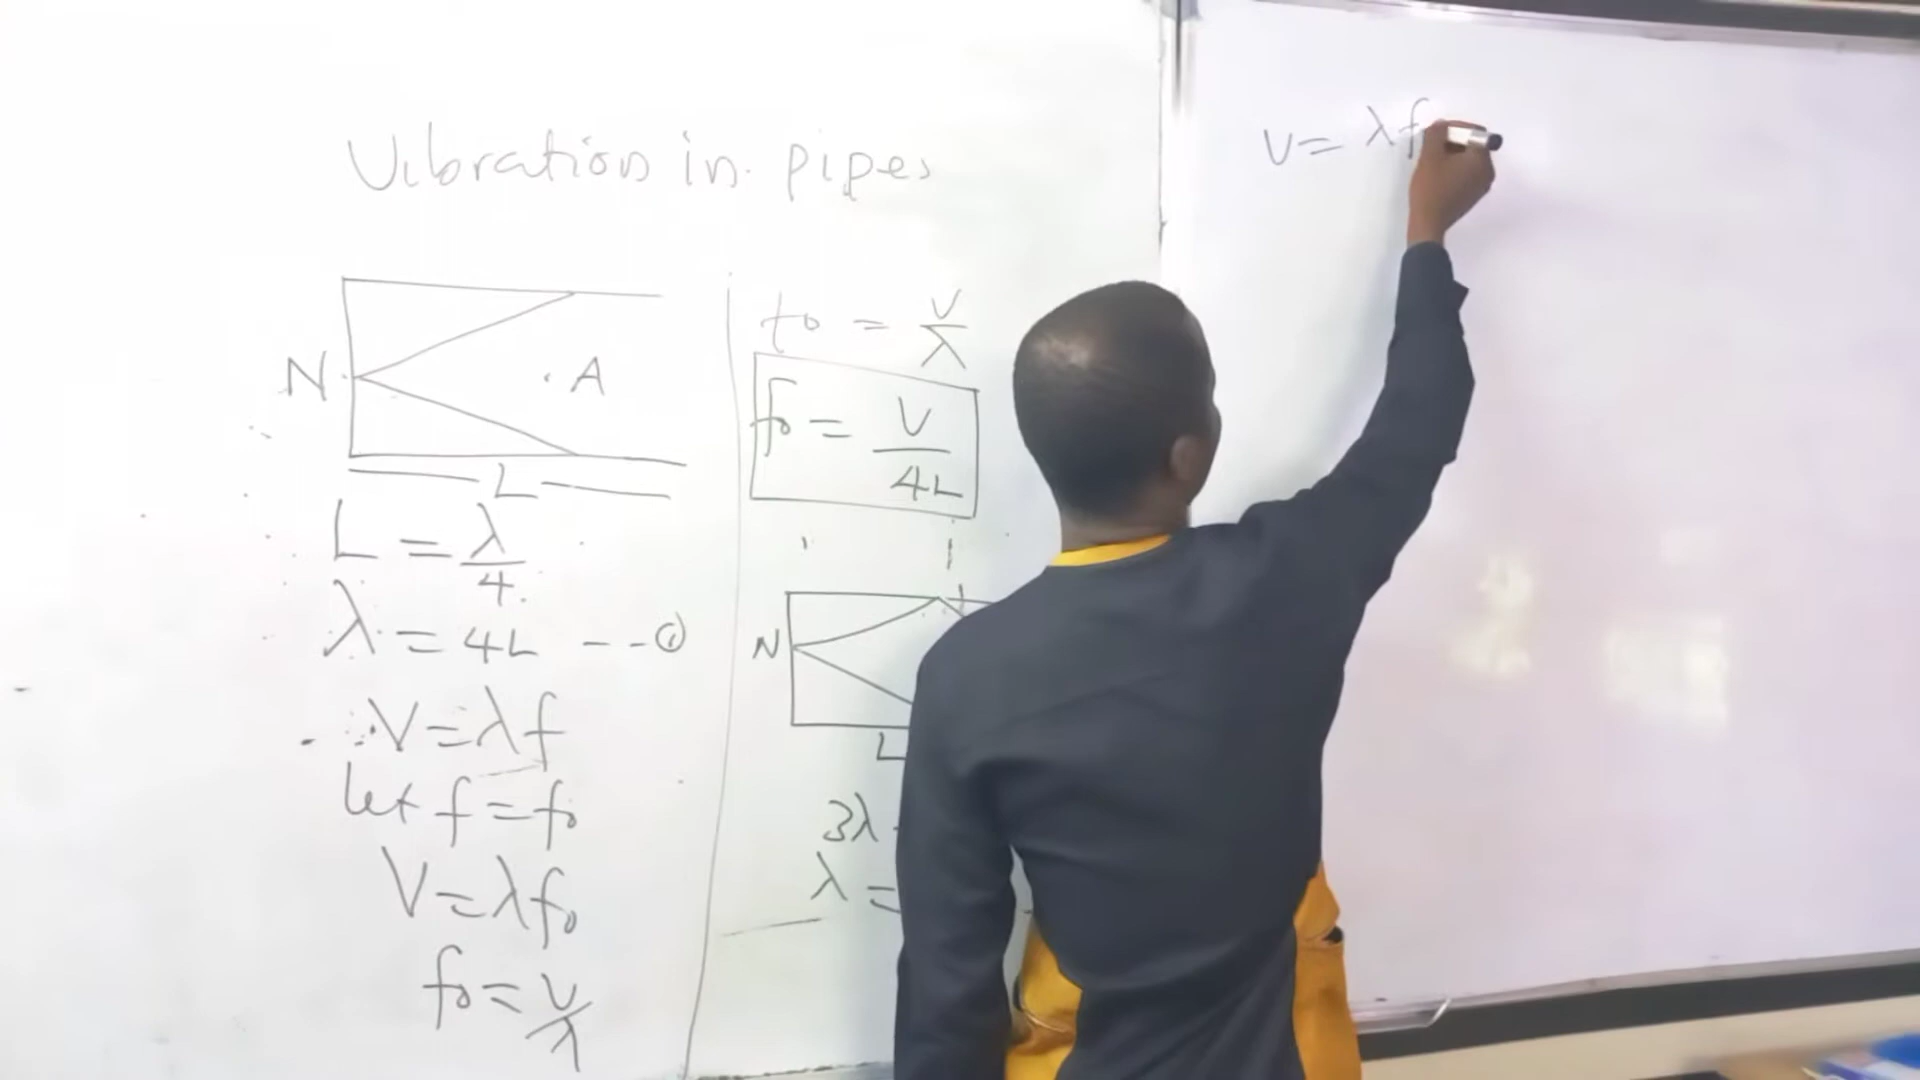 Vibration in pipes
N
A
L
L = λ/4
λ = 4L ---①
V = λf
let f = f₀
V = λf₀
f₀ = V/λ
f₀ = V/λ
f₀ = V/4L
N
L
3λ
λ =
V = λf